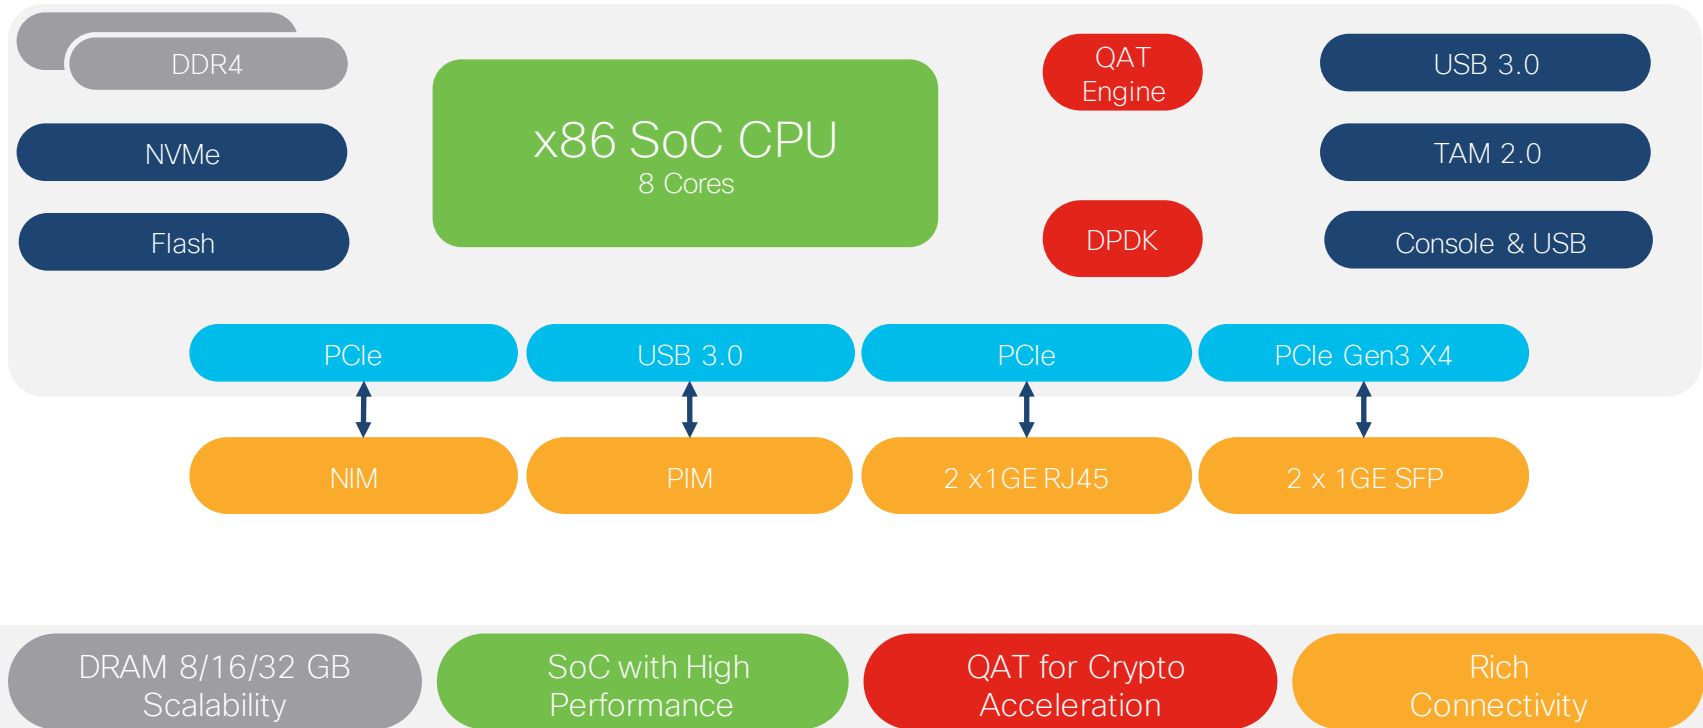 DDR4
NVMe
Flash
x86 SoC CPU
8 Cores
QAT
Engine
DPDK
USB 3.0
TAM 2.0
Console & USB
PCIe
USB 3.0
PCIe
PCIe Gen3 X4
NIM
PIM
2 x1GE RJ45
2 x 1GE SFP
DRAM 8/16/32 GB
Scalability
SoC with High
Performance
QAT for Crypto
Acceleration
Rich
Connectivity